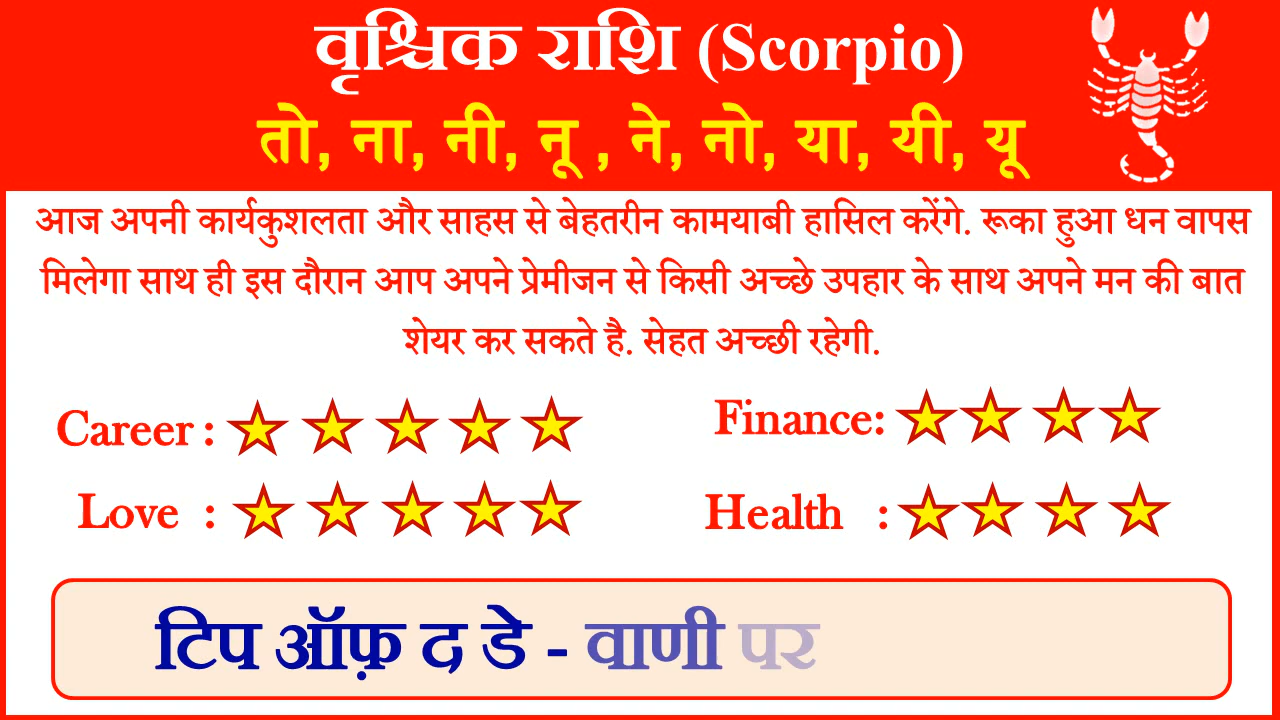 वृश्चिक राशि (Scorpio)
तो, ना, नी, नू , ने, नो, या, यी, यू
आज अपनी कार्यकुशलता और साहस से बेहतरीन कामयाबी हासिल करेंगे. रूका हुआ धन वापस
मिलेगा साथ ही इस दौरान आप अपने प्रेमीजन से किसी अच्छे उपहार के साथ अपने मन की बात
शेयर कर सकते है. सेहत अच्छी रहेगी.
Career :
Finance:
Love :
Health :
टिप ऑफ़ द डे - वाणी पर